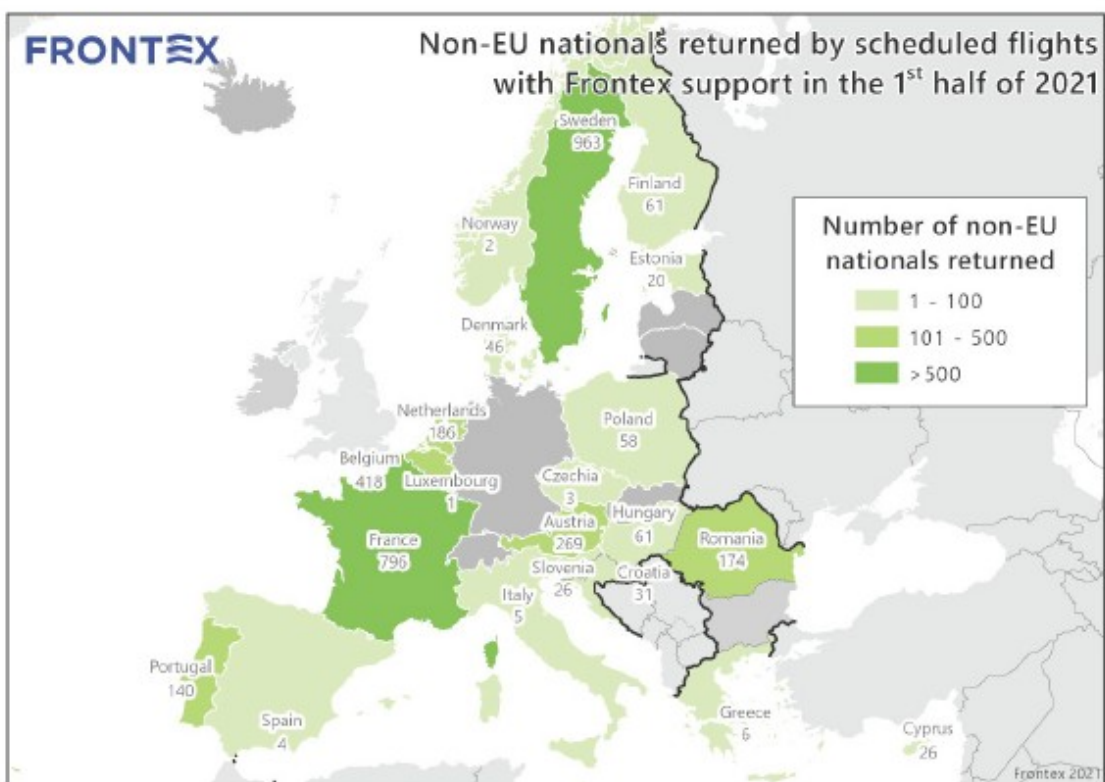 FRONTEX
Non-EU nationals returned by scheduled flights
with Frontex support in the 1st half of 2021
Sweden
963
Finland
61
Norway
2
Estonia
20
Denmark
46
Number of non-EU
nationals returned
1 - 100
101 - 500
>500
Netherlands
186
Poland
58
Belgium
418
Luxembourg
1
Czechia
3
Austria
269
Hungary
61
France
796
Romania
174
Slovenia
26
Croatia
31
Italy
5
Portugal
140
Spain
4
Greece
6
Cyprus
26
Frontex 2021